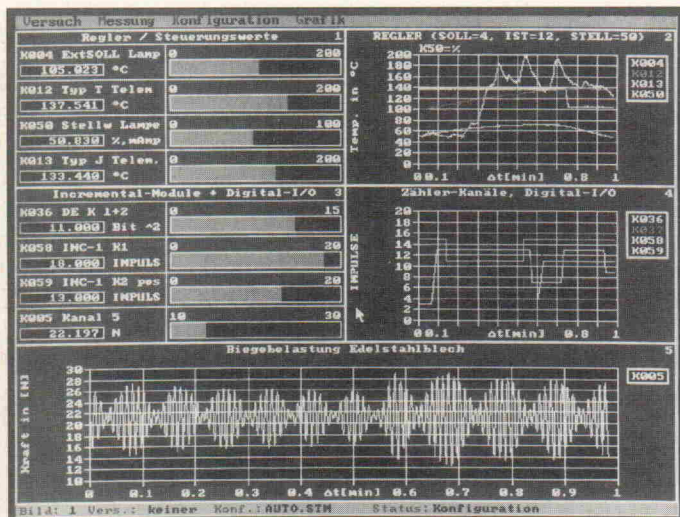 Versuch Messung Konfiguration Grafik
Regler / Steuerungswerte 1
K004 ExtSOLL Lamp 0 200
105.023 °C
K012 Typ T Telem 0 200
137.541 °C
K050 Stellw Lampe 0 100
50.830 %,mAmp
K013 Typ J Telem. 0 200
133.440 °C
REGLER (SOLL=4, IST=12, STELL=50) 2
K50=%
Temp. in °C
200
180
160
140
120
100
80
60
40
20
0
0 0.1 Δt[min] 0.8 1
K004
K012
K013
K050
Incremental-Module + Digital-I/O 3
K036 DE K 1+2 0 15
11.000 Bit ^2
K058 INC-1 K1 0 20
18.000 IMPULS
K059 INC-1 K2 pos 0 20
13.000 IMPULS
K005 Kanal 5 10 30
22.197 N
Zähler-Kanäle, Digital-I/O 4
IMPULSE
20
18
16
14
12
10
8
6
4
2
0
0 0.1 Δt[min] 0.8 1
K036
K037
K058
K059
Biegebelastung Edelstahlblech 5
Kraft in [N]
30
28
26
24
22
20
18
16
14
12
10
0 0.1 0.2 0.3 0.4 Δt[min] 0.6 0.7 0.8 0.9 1
K005
Bild: 1 Vers.: keiner Konf.:AUTO.STM Status:Konfiguration